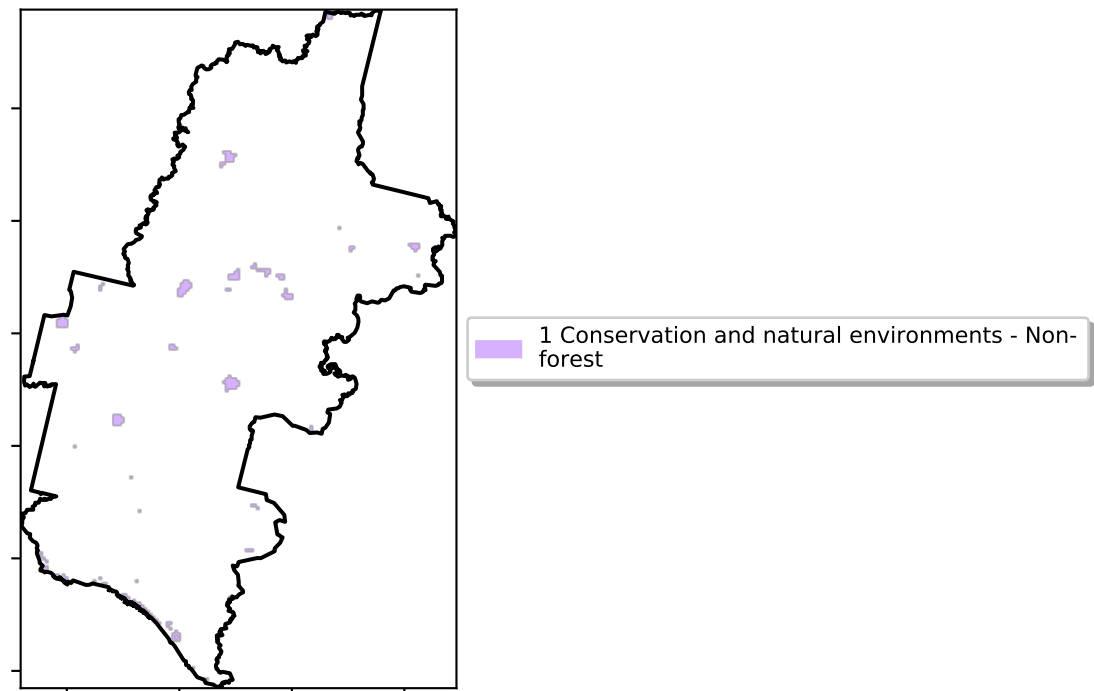 1 Conservation and natural environments - Non-
forest